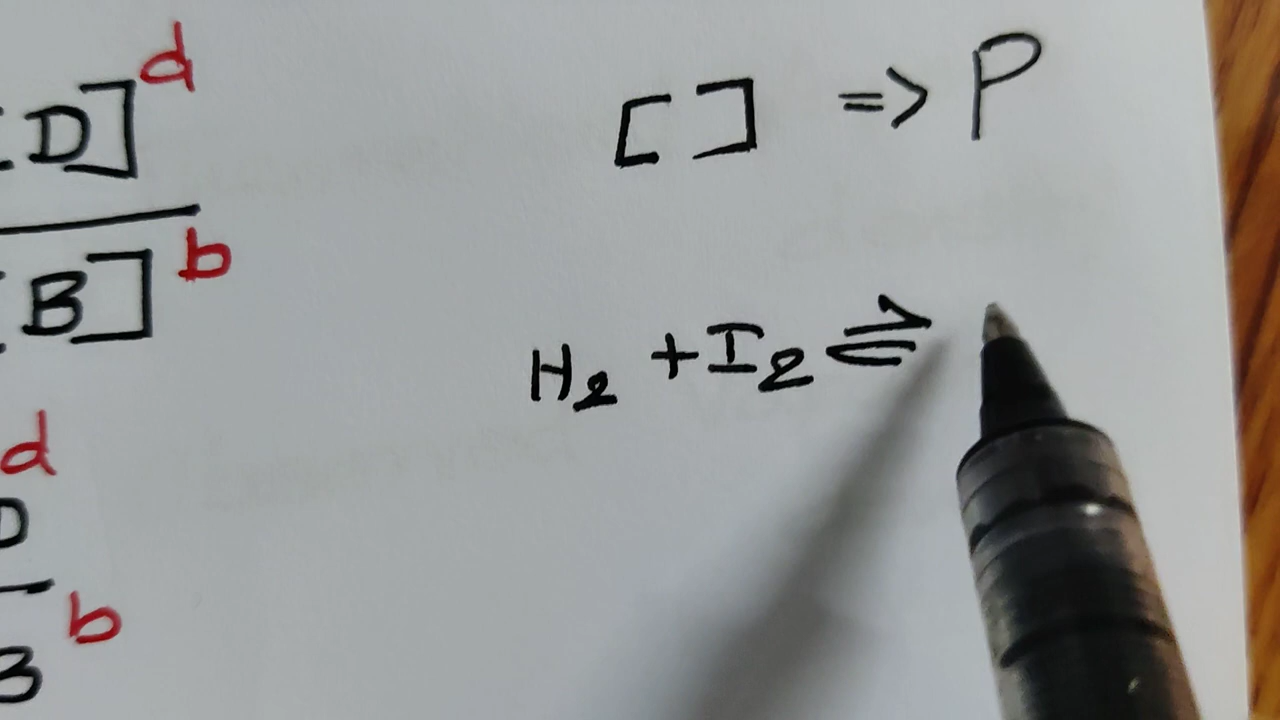 D]^d
B]^b
d
D
b
B
[ ] => P
H₂ + I₂ ⇌